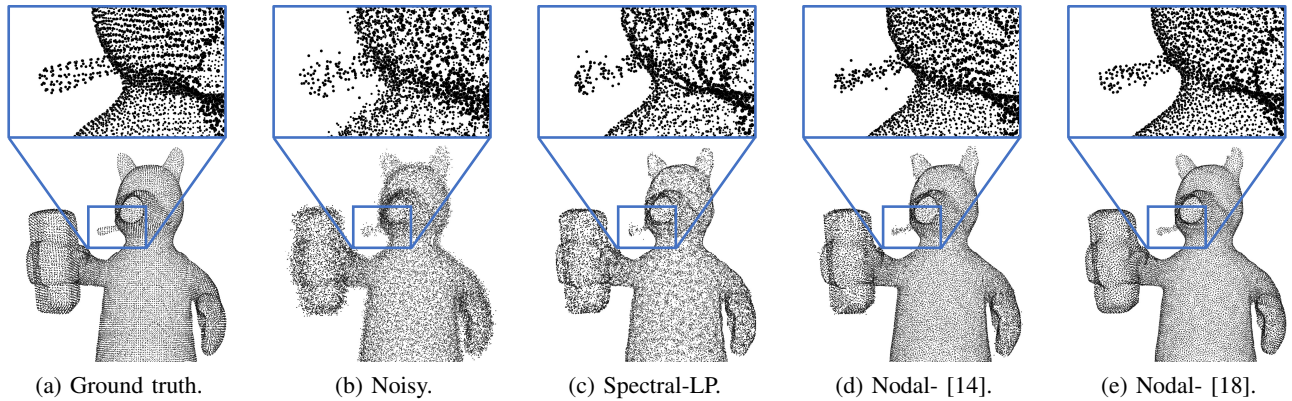 (a) Ground truth.
(b) Noisy.
(c) Spectral-LP.
(d) Nodal- [14].
(e) Nodal- [18].